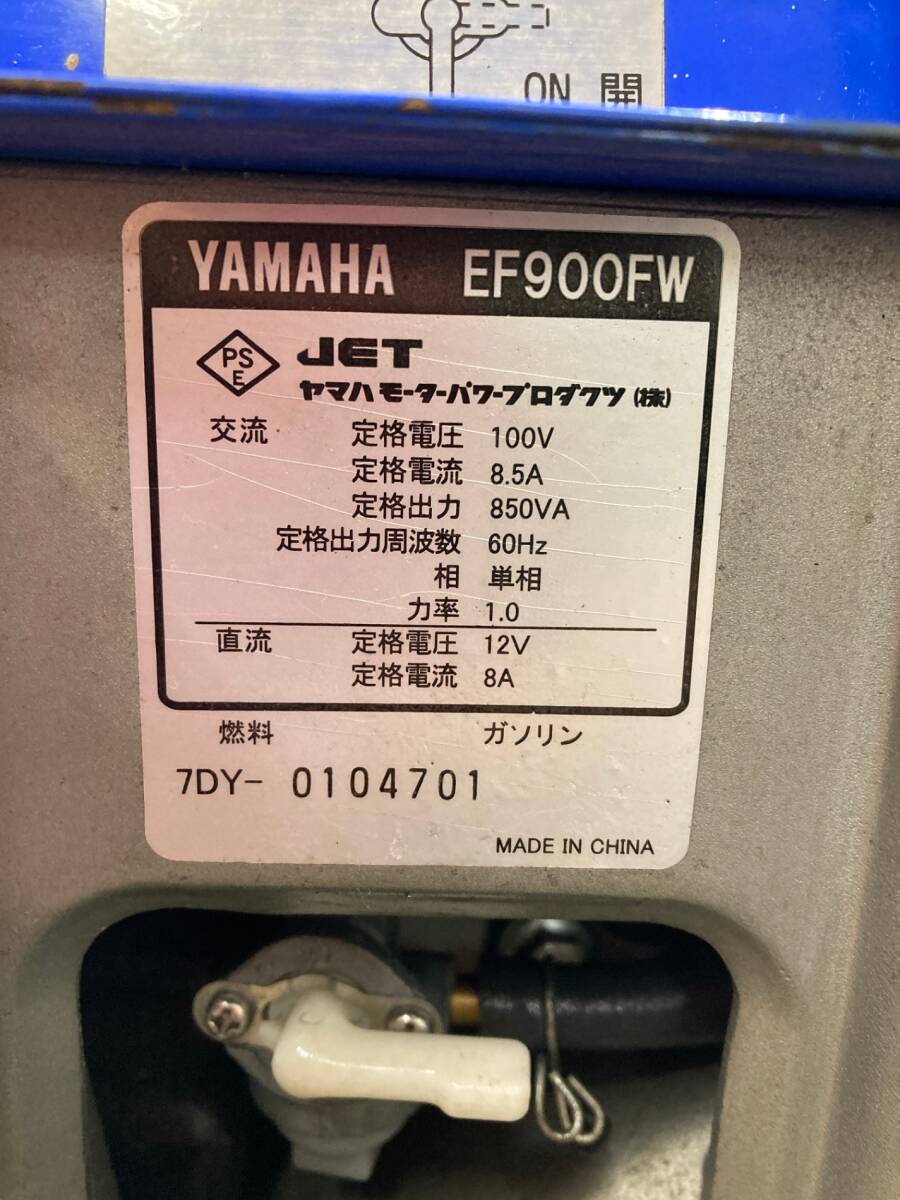 ON 開
YAMAHA EF900FW
PS
E
JET
ヤマハモーターパワープロダクツ(株)
交流 定格電圧 100V
定格電流 8.5A
定格出力 850VA
定格出力周波数 60Hz
相 単相
力率 1.0
直流 定格電圧 12V
定格電流 8A
燃料 ガソリン
7DY- 0104701
MADE IN CHINA